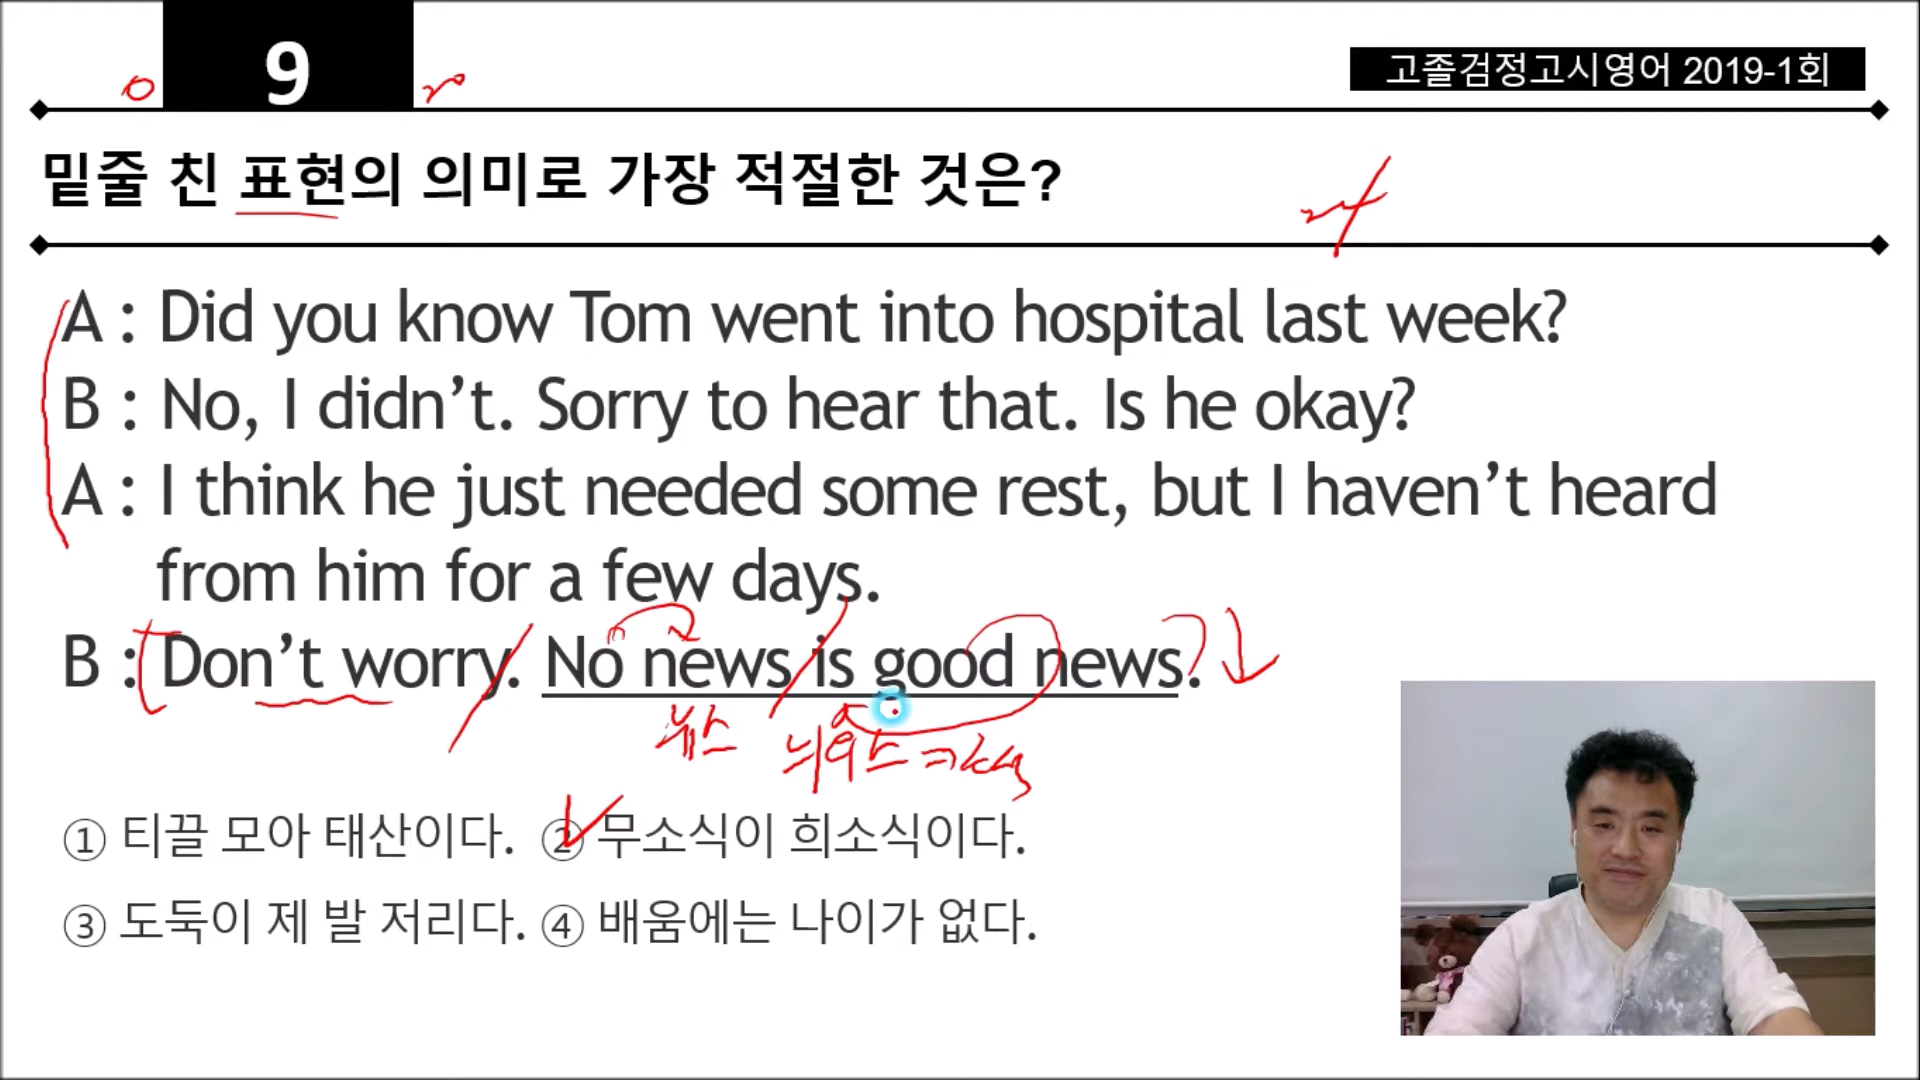 9
고졸검정고시영어 2019-1회
밑줄 친 표현의 의미로 가장 적절한 것은?
A : Did you know Tom went into hospital last week?
B : No, I didn’t. Sorry to hear that. Is he okay?
A : I think he just needed some rest, but I haven’t heard
from him for a few days.
B : Don’t worry. No news is good news.
뉴스
① 티끌 모아 태산이다. ② 무소식이 희소식이다.
③ 도둑이 제 발 저리다. ④ 배움에는 나이가 없다.